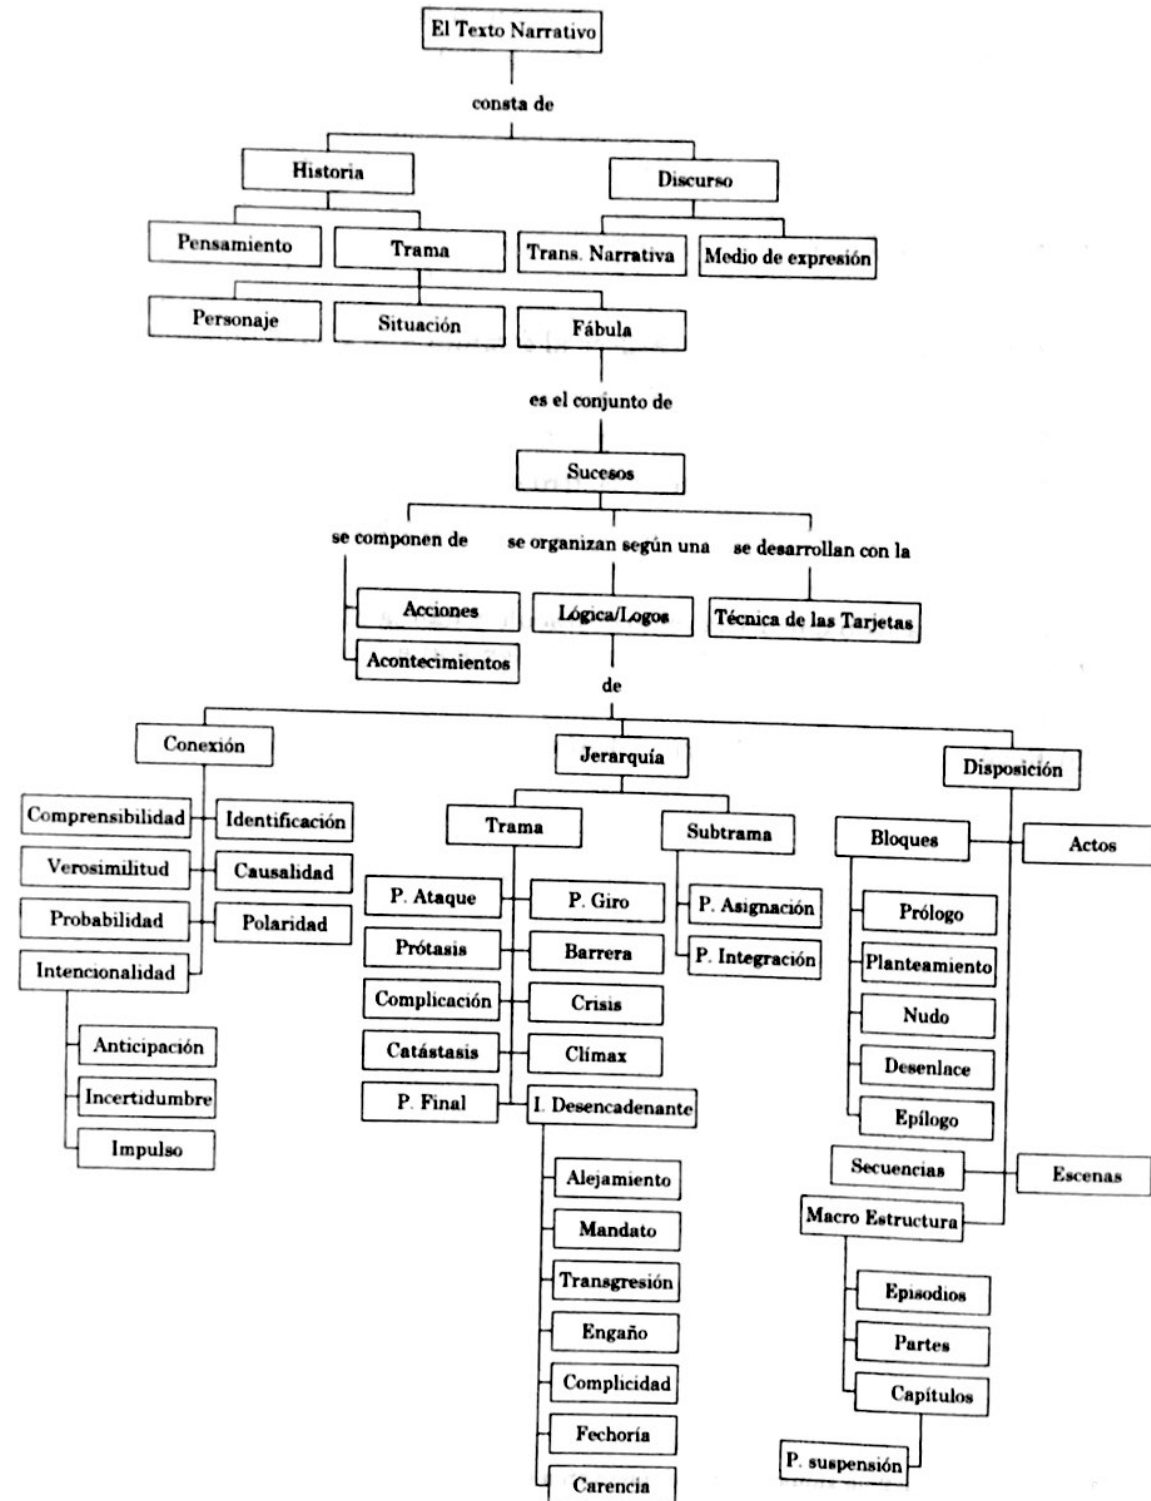 El Texto Narrativo
consta de
Historia
Discurso
Pensamiento
Trama
Trans. Narrativa
Medio de expresión
Personaje
Situación
Fábula
es el conjunto de
Sucesos
se componen de
se organizan según una
se desarrollan con la
Acciones
Lógica/Logos
Técnica de las Tarjetas
Acontecimientos
de
Conexión
Jerarquía
Disposición
Comprensibilidad
Identificación
Verosimilitud
Causalidad
Probabilidad
Polaridad
Intencionalidad
Anticipación
Incertidumbre
Impulso
Trama
Subtrama
P. Ataque
P. Giro
Prótasis
Barrera
Complicación
Crisis
Catástasis
Clímax
P. Final
I. Desencadenante
Alejamiento
Mandato
Transgresión
Engaño
Complicidad
Fechoría
Carencia
P. Asignación
P. Integración
Bloques
Actos
Prólogo
Planteamiento
Nudo
Desenlace
Epílogo
Secuencias
Escenas
Macro Estructura
Episodios
Partes
Capítulos
P. suspensión